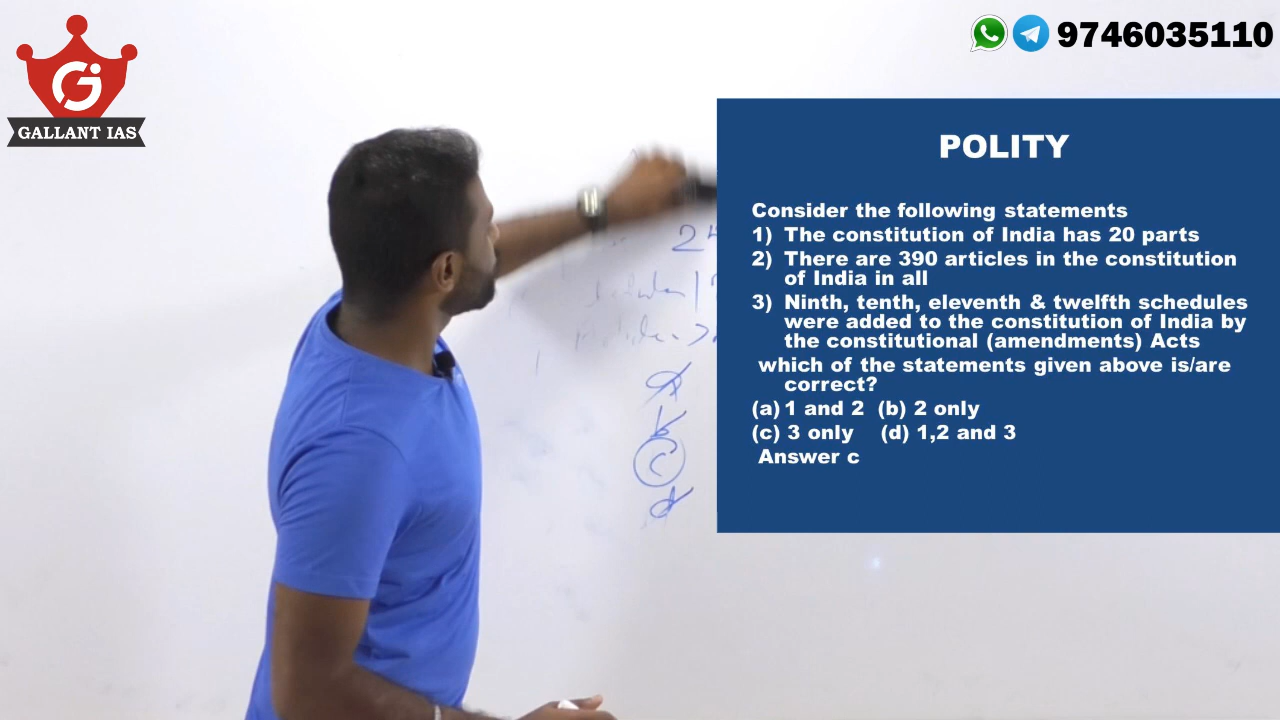 9746035110
GALLANT IAS
POLITY
Consider the following statements
1) The constitution of India has 20 parts
2) There are 390 articles in the constitution
of India in all
3) Ninth, tenth, eleventh & twelfth schedules
were added to the constitution of India by
the constitutional (amendments) Acts
which of the statements given above is/are
correct?
(a) 1 and 2 (b) 2 only
(c) 3 only (d) 1,2 and 3
Answer c
2
a
b
c
d